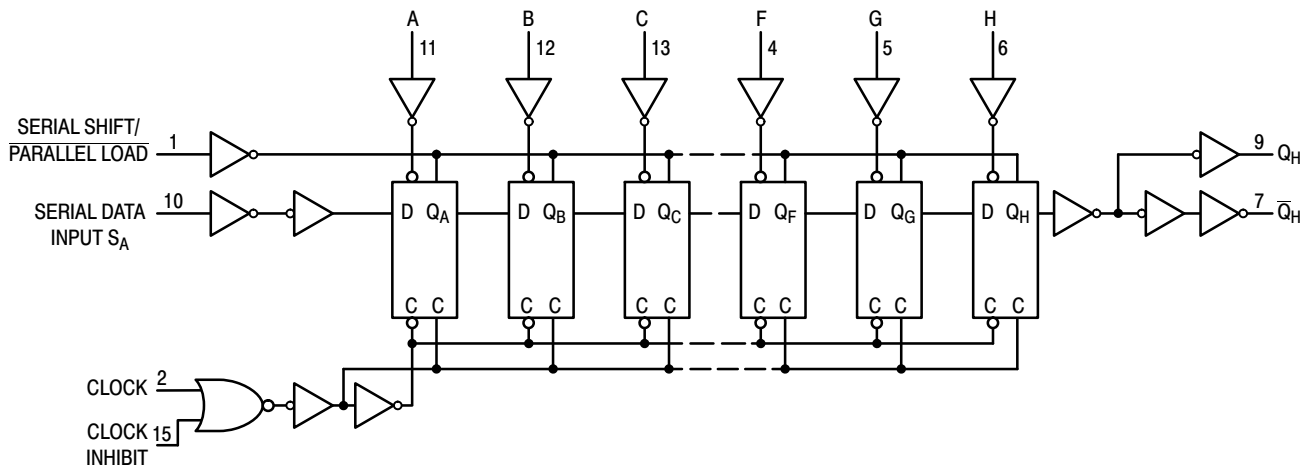 A B C F G H
11 12 13 4 5 6
SERIAL SHIFT/
PARALLEL LOAD 1
9 Q_H
SERIAL DATA
INPUT S_A 10
D Q_A D Q_B D Q_C D Q_F D Q_G D Q_H
7 Q̅_H
C C C C C C C C C C C C
CLOCK 2
CLOCK
INHIBIT 15